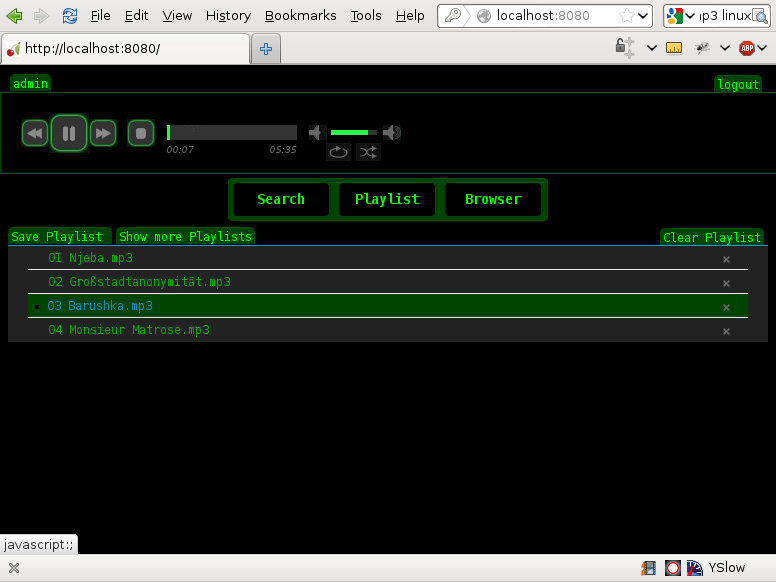 File Edit View History Bookmarks Tools Help localhost:8080 ıp3 linux
http://localhost:8080/ ABP
admin logout
00:07 05:35
Search Playlist Browser
Save Playlist Show more Playlists Clear Playlist
01 Njeba.mp3 ×
02 Großstadtanonymität.mp3 ×
03 Barushka.mp3 ×
04 Monsieur Matrose.mp3 ×
javascript:;
YSlow